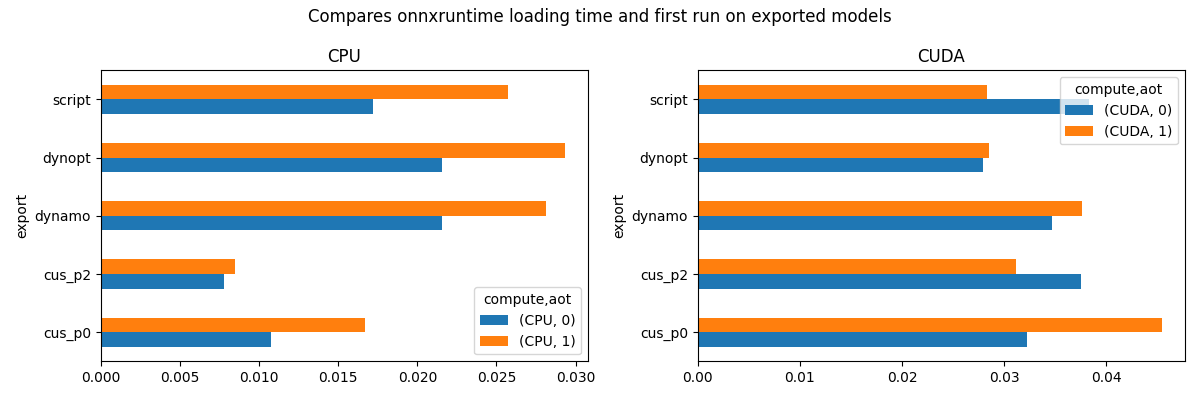 Compares onnxruntime loading time and first run on exported models
CPU
export
script
dynopt
dynamo
cus_p2
cus_p0
compute,aot
(CPU, 0)
(CPU, 1)
0.000 0.005 0.010 0.015 0.020 0.025 0.030
CUDA
export
script
dynopt
dynamo
cus_p2
cus_p0
compute,aot
(CUDA, 0)
(CUDA, 1)
0.00 0.01 0.02 0.03 0.04